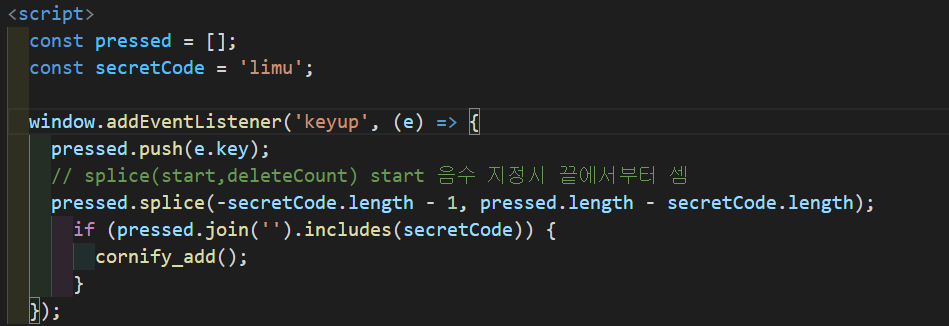 <script>
const pressed = [];
const secretCode = 'limu';
window.addEventListener('keyup', (e) => {
pressed.push(e.key);
// splice(start,deleteCount) start 음수 지정시 끝에서부터 셈
pressed.splice(-secretCode.length - 1, pressed.length - secretCode.length);
if (pressed.join('').includes(secretCode)) {
cornify_add();
}
});